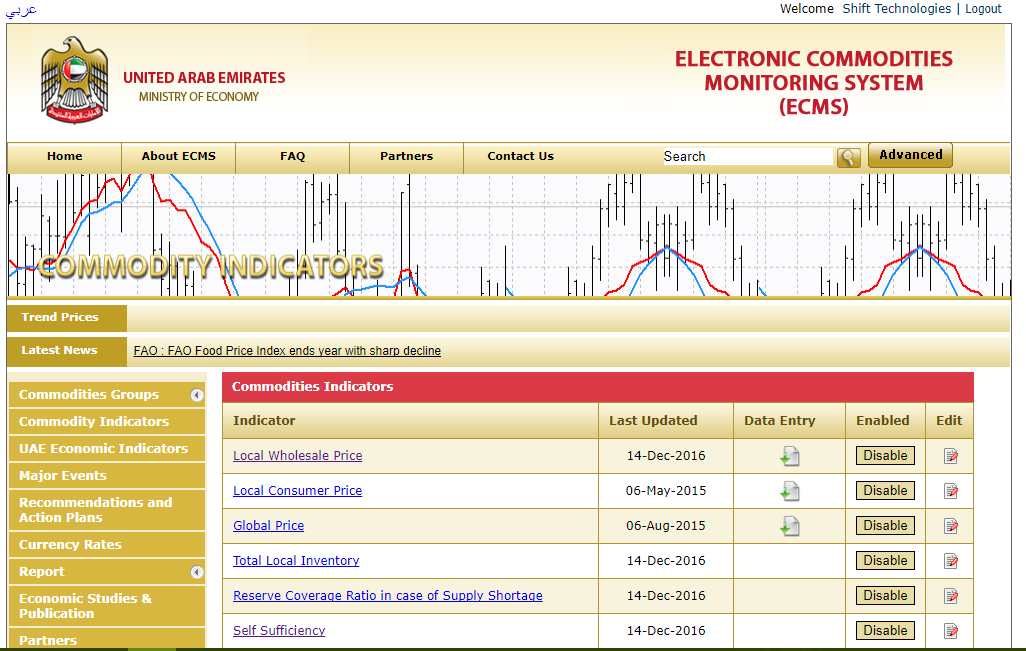 عربي
Welcome Shift Technologies | Logout
UNITED ARAB EMIRATES
MINISTRY OF ECONOMY
ELECTRONIC COMMODITIES
MONITORING SYSTEM
(ECMS)
Home About ECMS FAQ Partners Contact Us Search Advanced
COMMODITY INDICATORS
Trend Prices
Latest News FAO : FAO Food Price Index ends year with sharp decline
Commodities Groups
Commodity Indicators
UAE Economic Indicators
Major Events
Recommendations and
Action Plans
Currency Rates
Report
Economic Studies &
Publication
Partners
Commodities Indicators
Indicator Last Updated Data Entry Enabled Edit
Local Wholesale Price 14-Dec-2016 Disable
Local Consumer Price 06-May-2015 Disable
Global Price 06-Aug-2015 Disable
Total Local Inventory 14-Dec-2016 Disable
Reserve Coverage Ratio in case of Supply Shortage 14-Dec-2016 Disable
Self Sufficiency 14-Dec-2016 Disable